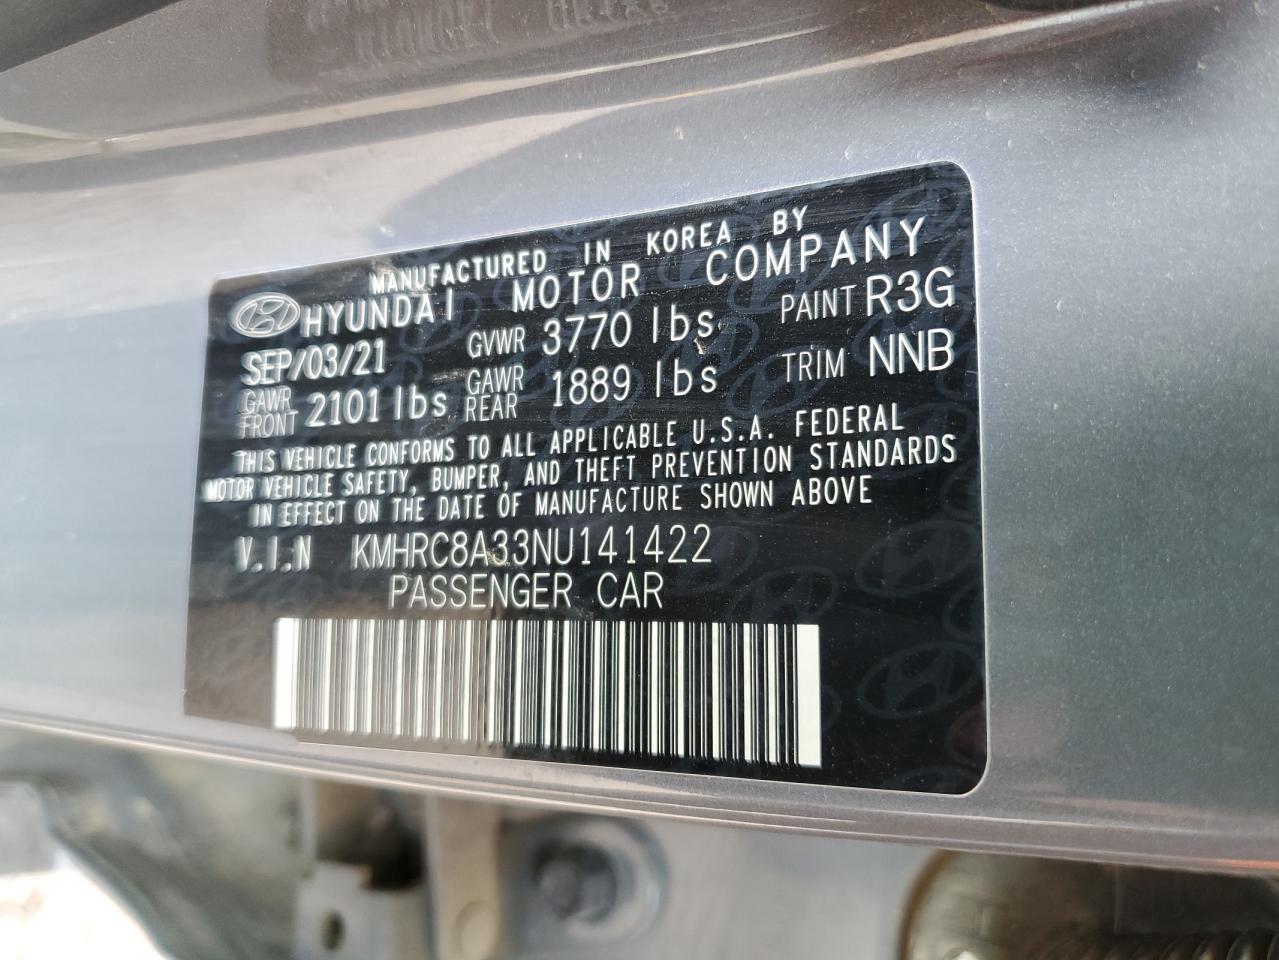 MANUFACTURED IN KOREA BY
HYUNDAI MOTOR COMPANY
SEP/03/21 GVWR 3770 lbs PAINT R3G
GAWR FRONT 2101 lbs GAWR REAR 1889 lbs TRIM NNB
THIS VEHICLE CONFORMS TO ALL APPLICABLE U.S.A. FEDERAL
MOTOR VEHICLE SAFETY, BUMPER, AND THEFT PREVENTION STANDARDS
IN EFFECT ON THE DATE OF MANUFACTURE SHOWN ABOVE
V.I.N KMHRC8A33NU141422
PASSENGER CAR